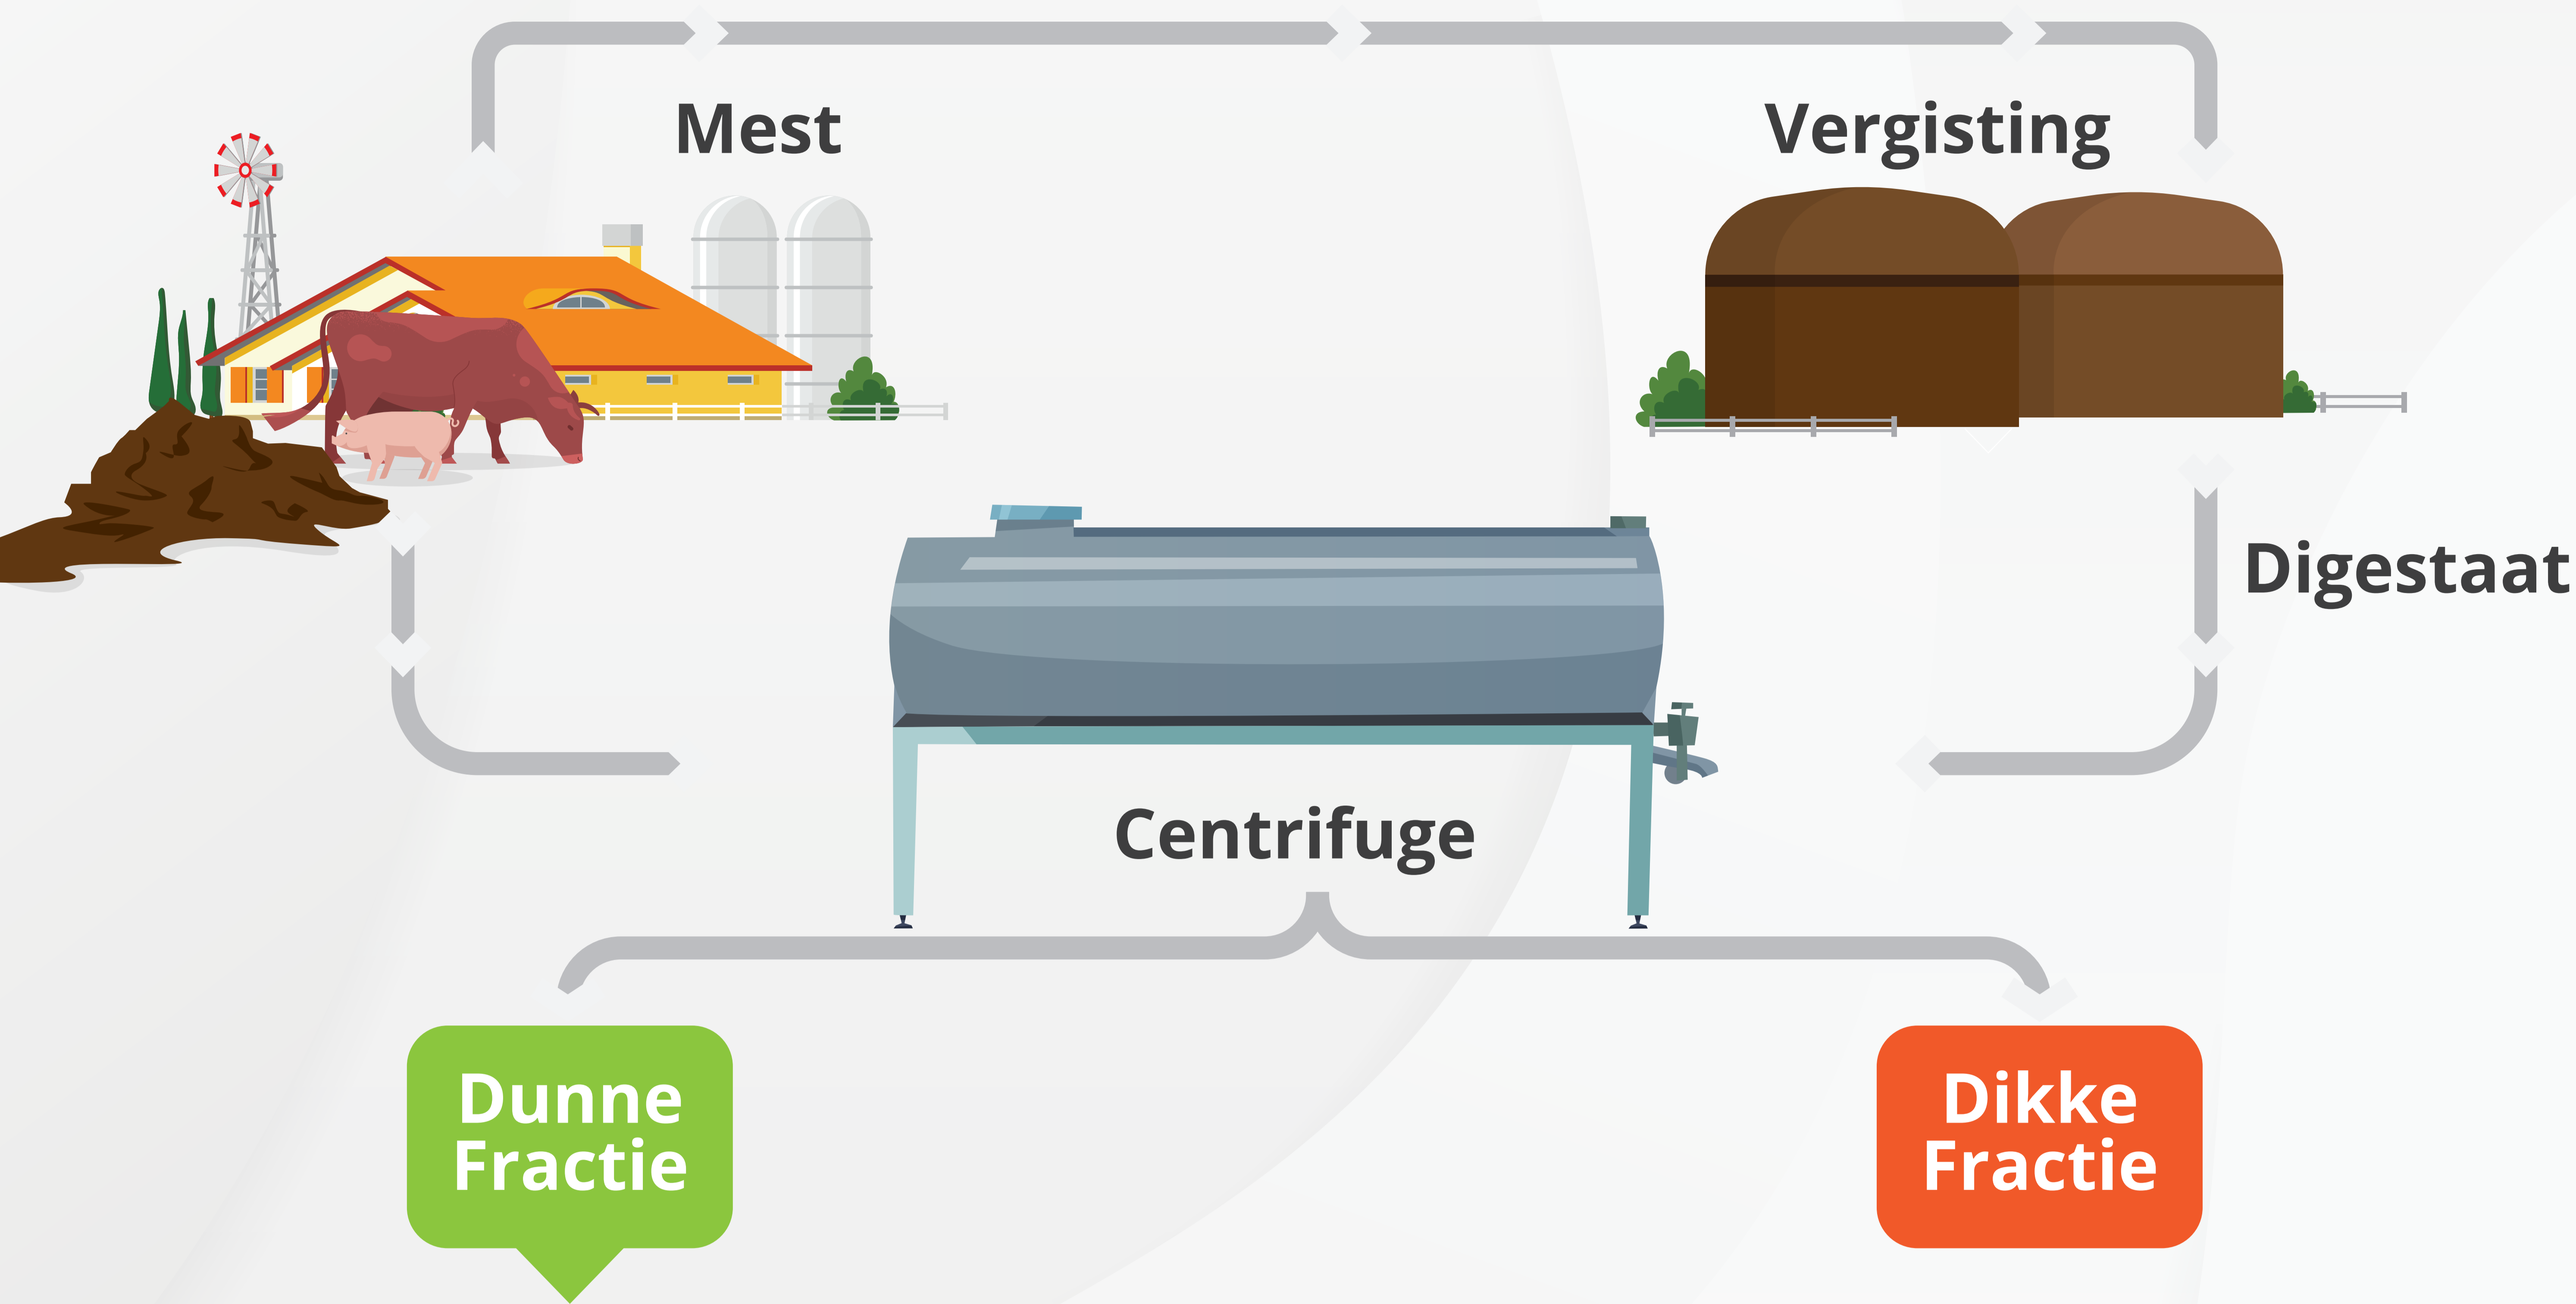 Mest
Vergisting
Digestaat
Centrifuge
Dunne
Fractie
Dikke
Fractie